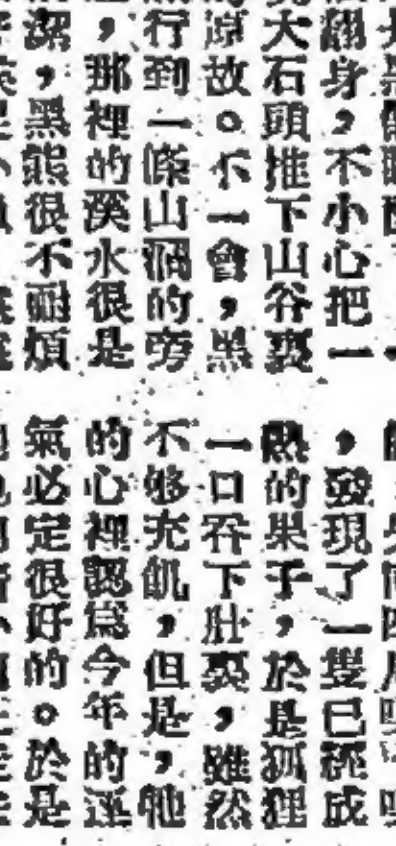 翻身，不小心把一
大石頭推下山谷裏
原故。不一會，黑
行到一條山澗的旁
，那裡的溪水很是
潔，黑熊很不耐煩
，發現了一隻已經成
熟的果子，於是狐狸
一口吞下肚裏，雖然
不够充飢，但是，牠
的心裡認爲今年的運
氣必定很好的。於是